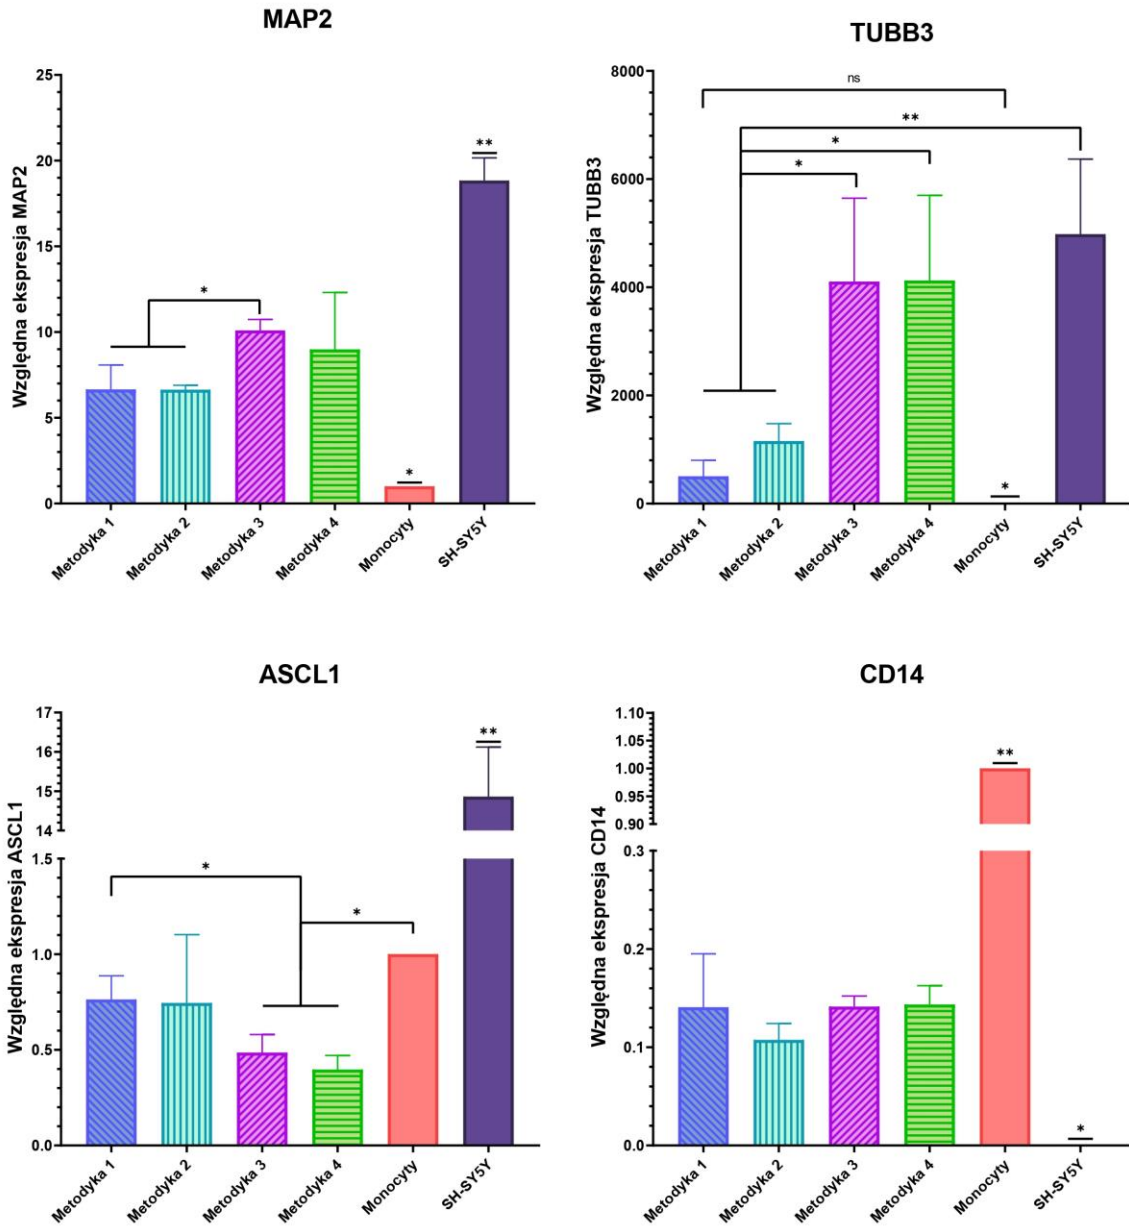 MAP2
Względna ekspresja MAP2
25
20
15
10
5
0
*
*
**
Metodyka 1
Metodyka 2
Metodyka 3
Metodyka 4
Monocyty
SH-SY5Y
TUBB3
Względna ekspresja TUBB3
8000
6000
4000
2000
0
ns
**
*
*
*
Metodyka 1
Metodyka 2
Metodyka 3
Metodyka 4
Monocyty
SH-SY5Y
ASCL1
Względna ekspresja ASCL1
17
16
15
14
1.5
1.0
0.5
0.0
**
*
*
Metodyka 1
Metodyka 2
Metodyka 3
Metodyka 4
Monocyty
SH-SY5Y
CD14
Względna ekspresja CD14
1.10
1.05
1.00
0.95
0.90
0.3
0.2
0.1
0.0
**
*
Metodyka 1
Metodyka 2
Metodyka 3
Metodyka 4
Monocyty
SH-SY5Y